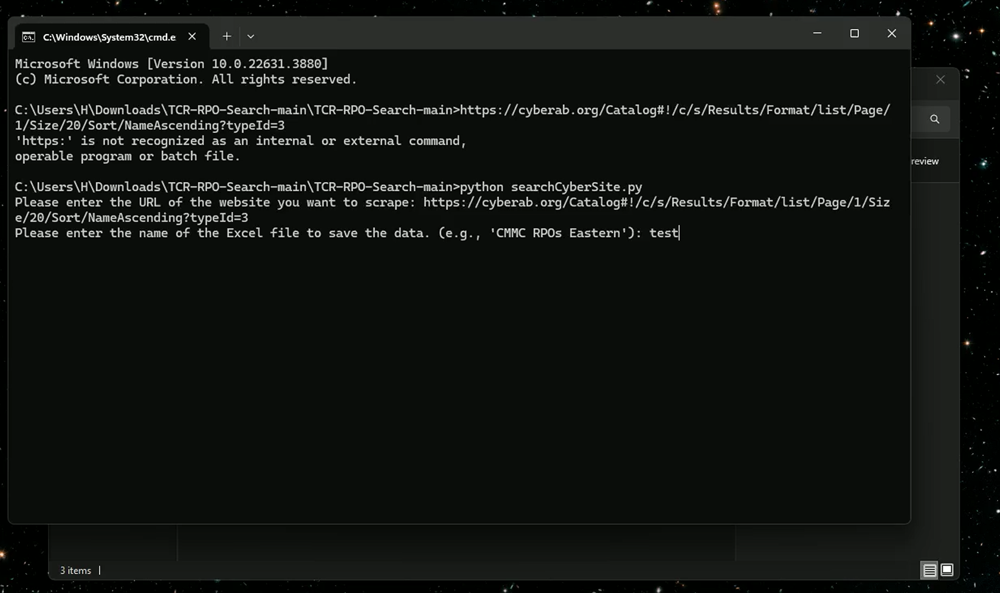 C:\Windows\System32\cmd.e
Microsoft Windows [Version 10.0.22631.3880]
(c) Microsoft Corporation. All rights reserved.
C:\Users\H\Downloads\TCR-RPO-Search-main\TCR-RPO-Search-main>https://cyberab.org/Catalog#!/c/s/Results/Format/list/Page/
1/Size/20/Sort/NameAscending?typeId=3
'https:' is not recognized as an internal or external command,
operable program or batch file.
C:\Users\H\Downloads\TCR-RPO-Search-main\TCR-RPO-Search-main>python searchCyberSite.py
Please enter the URL of the website you want to scrape: https://cyberab.org/Catalog#!/c/s/Results/Format/list/Page/1/Siz
e/20/Sort/NameAscending?typeId=3
Please enter the name of the Excel file to save the data. (e.g., 'CMMC RPOs Eastern'): test
review
3 items